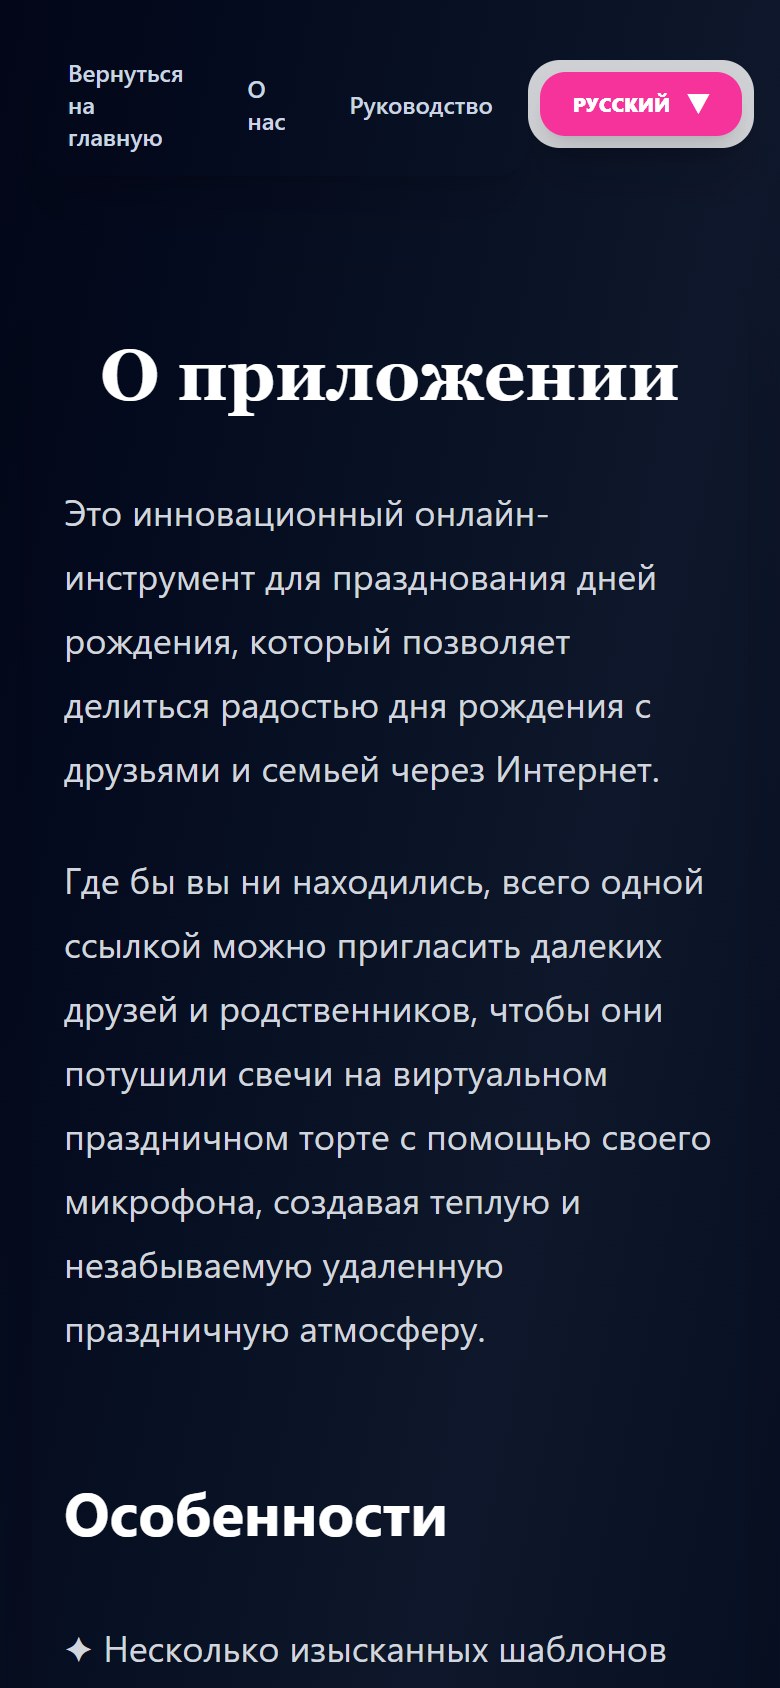 Вернуться
на
главную
О
нас
Руководство
РУССКИЙ ▼
О приложении
Это инновационный онлайн-
инструмент для празднования дней
рождения, который позволяет
делиться радостью дня рождения с
друзьями и семьей через Интернет.
Где бы вы ни находились, всего одной
ссылкой можно пригласить далеких
друзей и родственников, чтобы они
потушили свечи на виртуальном
праздничном торте с помощью своего
микрофона, создавая теплую и
незабываемую удаленную
праздничную атмосферу.
Особенности
✦ Несколько изысканных шаблонов